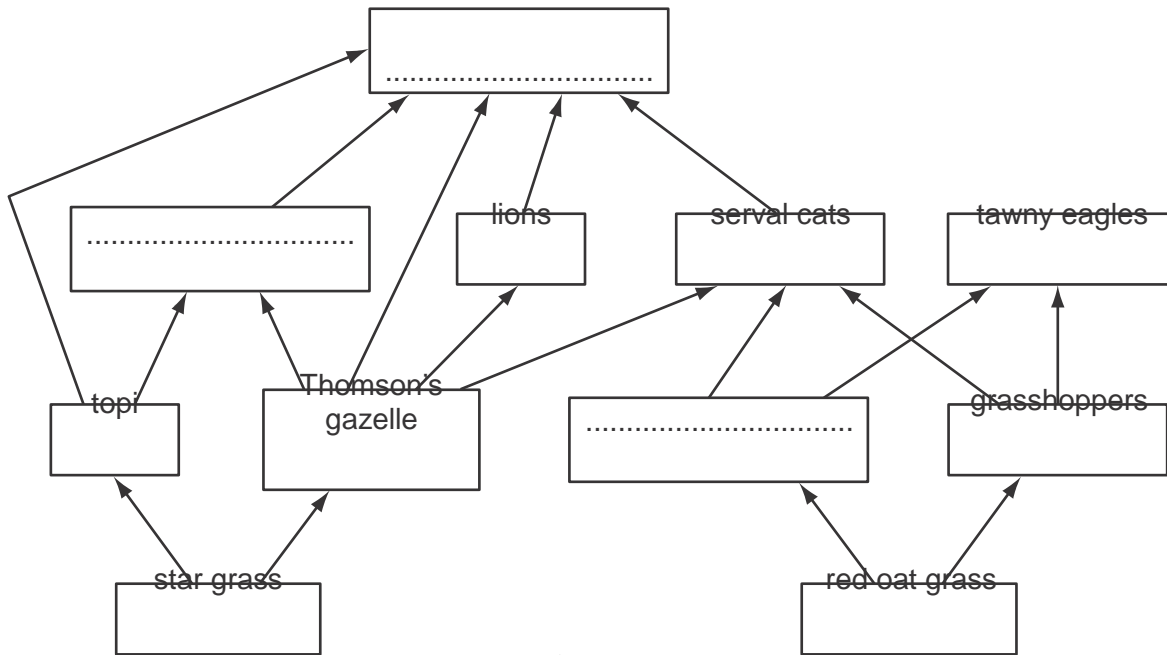 .................................
lions
serval cats
tawny eagles
.................................
topi
Thomson's
gazelle
.................................
grasshoppers
star grass
red oat grass